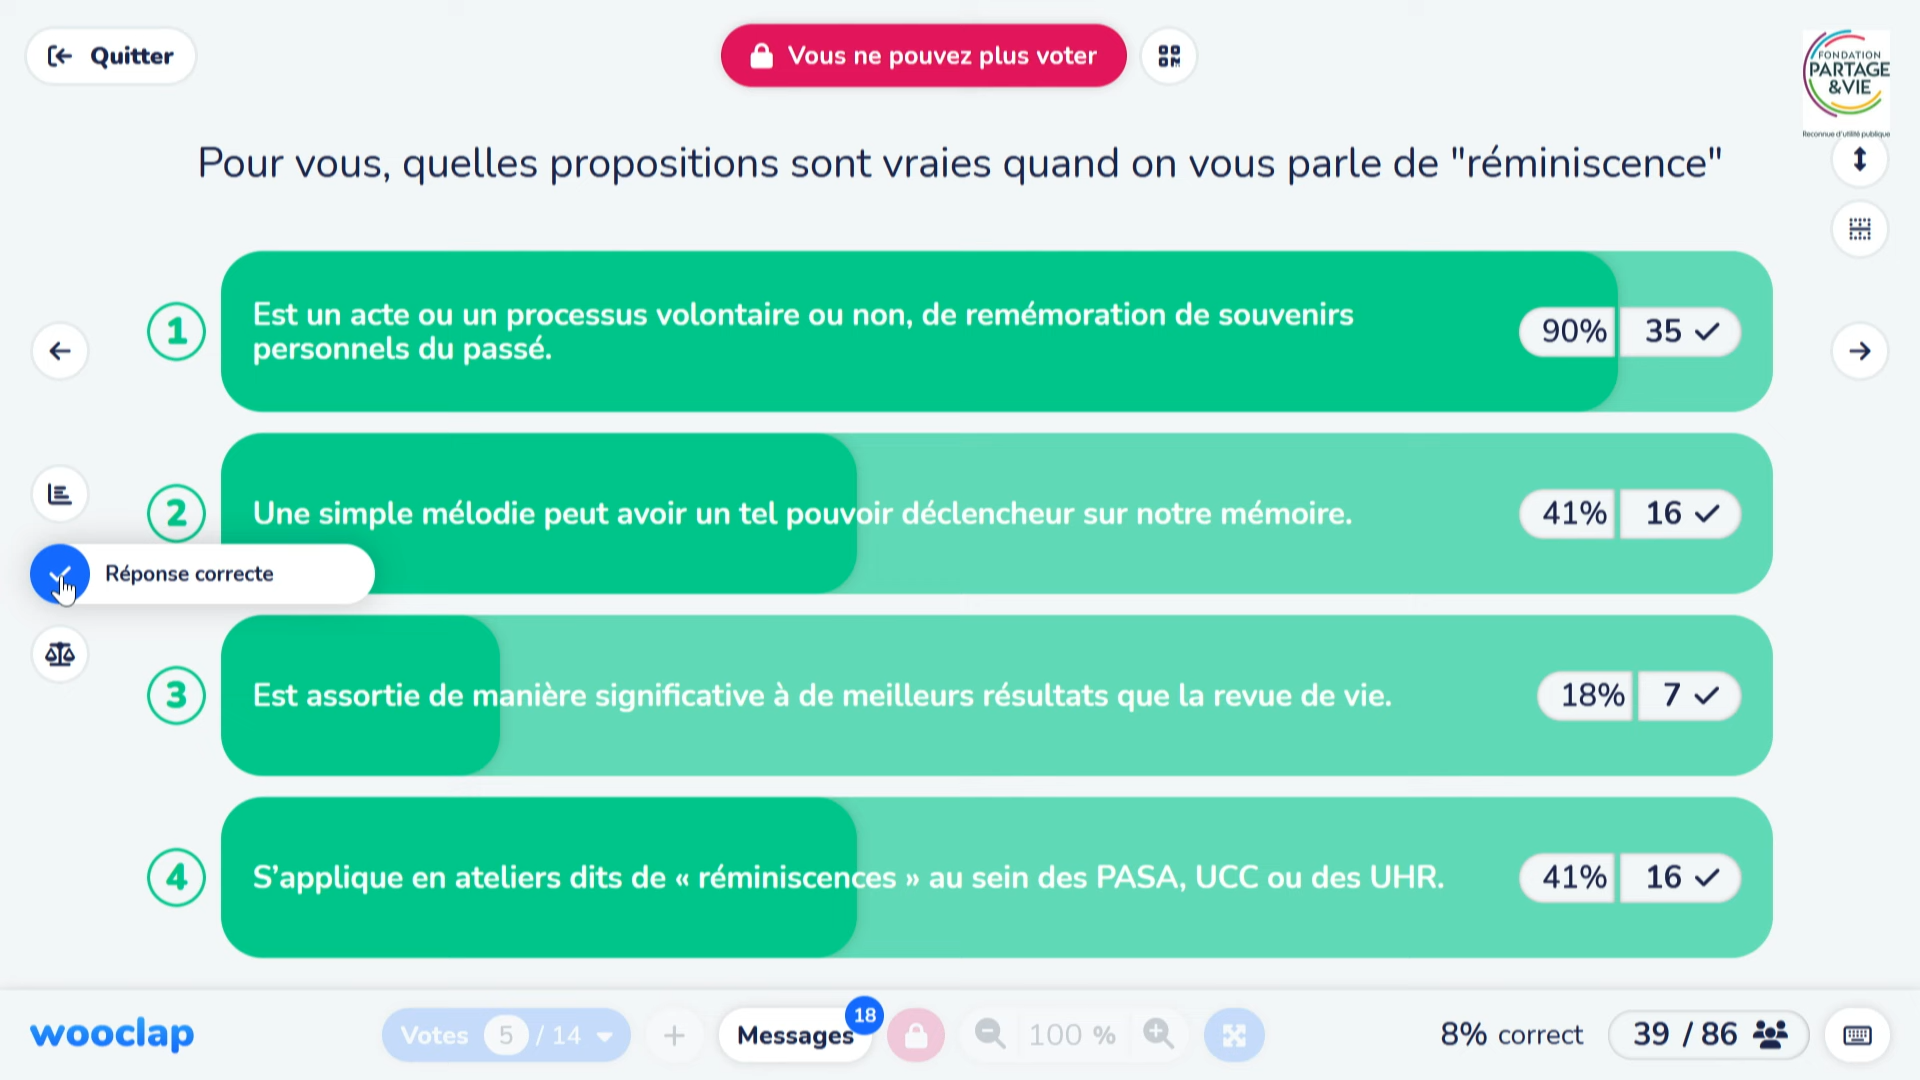 Quitter
Vous ne pouvez plus voter
FONDATION
PARTAGE
&VIE
Reconnue d'utilité publique
Pour vous, quelles propositions sont vraies quand on vous parle de "réminiscence"
1
Est un acte ou un processus volontaire ou non, de remémoration de souvenirs
personnels du passé.
90% 35
2
Une simple mélodie peut avoir un tel pouvoir déclencheur sur notre mémoire.
41% 16
Réponse correcte
3
Est assortie de manière significative à de meilleurs résultats que la revue de vie.
18% 7
4
S’applique en ateliers dits de « réminiscences » au sein des PASA, UCC ou des UHR.
41% 16
wooclap
Votes 5 / 14
+
Messages 18
100 %
8% correct
39 / 86